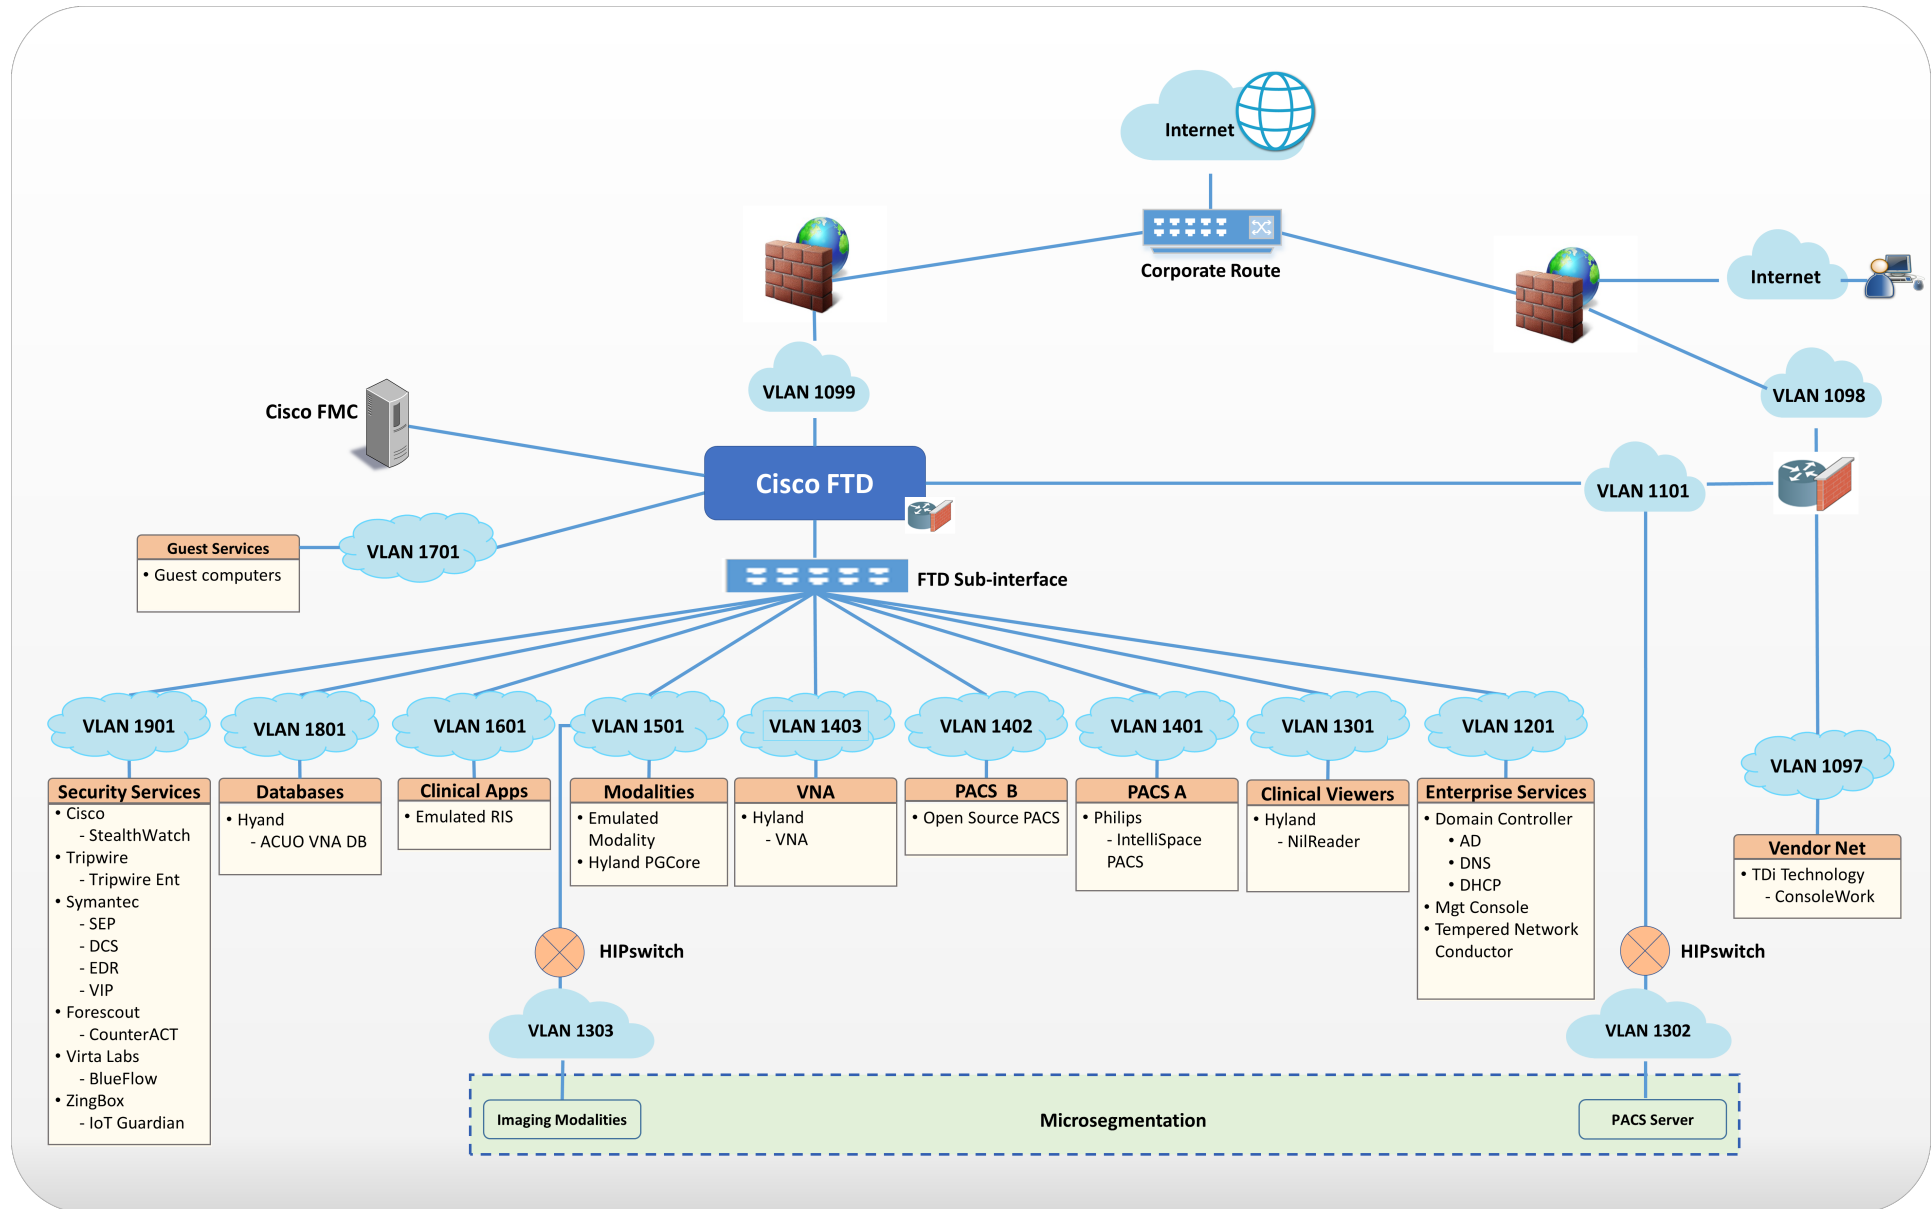 Internet
Corporate Route
Internet
VLAN 1099
VLAN 1098
Cisco FMC
Cisco FTD
VLAN 1101
Guest Services
• Guest computers
VLAN 1701
FTD Sub-interface
VLAN 1901
VLAN 1801
VLAN 1601
VLAN 1501
VLAN 1403
VLAN 1402
VLAN 1401
VLAN 1301
VLAN 1201
VLAN 1097
Security Services
• Cisco
- StealthWatch
• Tripwire
- Tripwire Ent
• Symantec
- SEP
- DCS
- EDR
- VIP
• Forescout
- CounterACT
• Virta Labs
- BlueFlow
• ZingBox
- IoT Guardian
Databases
• Hyand
- ACUO VNA DB
Clinical Apps
• Emulated RIS
Modalities
• Emulated
Modality
• Hyland PGCore
VNA
• Hyland
- VNA
PACS B
• Open Source PACS
PACS A
• Philips
- IntelliSpace
PACS
Clinical Viewers
• Hyland
- NilReader
Enterprise Services
• Domain Controller
• AD
• DNS
• DHCP
• Mgt Console
• Tempered Network
Conductor
Vendor Net
• TDi Technology
- ConsoleWork
HIPswitch
HIPswitch
VLAN 1303
VLAN 1302
Imaging Modalities
Microsegmentation
PACS Server